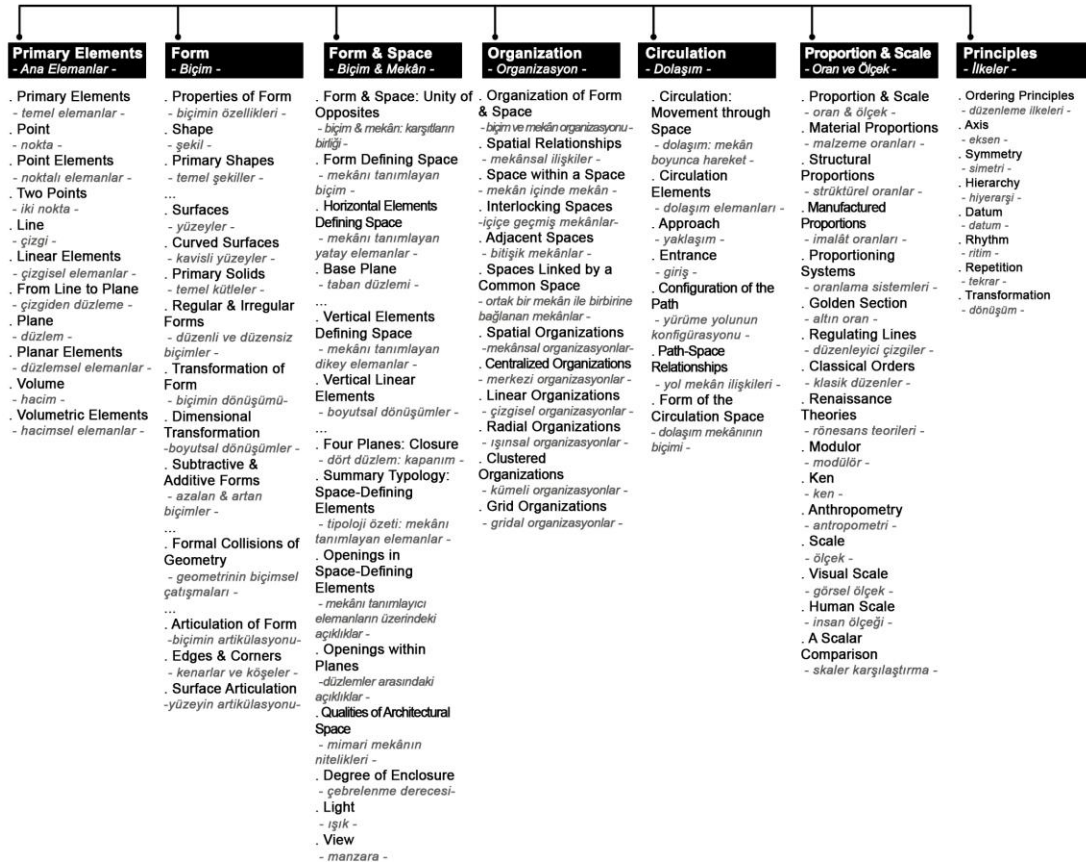 Primary Elements
- Ana Elemanlar -
. Primary Elements
- temel elemanlar -
. Point
- nokta -
. Point Elements
- noktalı elemanlar -
. Two Points
- iki nokta -
. Line
- çizgi -
. Linear Elements
- çizgisel elemanlar -
. From Line to Plane
- çizgiden düzleme -
. Plane
- düzlem -
. Planar Elements
- düzlemsel elemanlar -
. Volume
- hacim -
. Volumetric Elements
- hacimsel elemanlar -
Form
- Biçim -
. Properties of Form
- biçimin özellikleri -
. Shape
- şekil -
. Primary Shapes
- temel şekiller -
...
. Surfaces
- yüzeyler -
. Curved Surfaces
- kavisli yüzeyler -
. Primary Solids
- temel kütleler -
. Regular & Irregular
Forms
- düzenli ve düzensiz
biçimler -
. Transformation of
Form
- biçimin dönüşümü-
. Dimensional
Transformation
-boyutsal dönüşümler -
. Subtractive &
Additive Forms
- azalan & artan
biçimler -
...
. Formal Collisions of
Geometry
- geometrinin biçimsel
çatışmaları -
...
. Articulation of Form
-biçimin artikülasyonu-
. Edges & Corners
- kenarlar ve köşeler -
. Surface Articulation
-yüzeyin artikülasyonu-
Form & Space
- Biçim & Mekân -
. Form & Space: Unity of
Opposites
- biçim & mekân: karşıtların
birliği -
. Form Defining Space
- mekânı tanımlayan
biçim -
. Horizontal Elements
Defining Space
- mekânı tanımlayan
yatay elemanlar -
. Base Plane
- taban düzlemi -
...
. Vertical Elements
Defining Space
- mekânı tanımlayan
dikey elemanlar -
. Vertical Linear
Elements
- boyutsal dönüşümler -
...
. Four Planes: Closure
- dört düzlem: kapanım -
. Summary Typology:
Space-Defining
Elements
- tipoloji özeti: mekânı
tanımlayan elemanlar -
. Openings in
Space-Defining
Elements
- mekânı tanımlayıcı
elemanların üzerindeki
açıklıklar -
. Openings within
Planes
-düzlemler arasındaki
açıklıklar -
. Qualities of Architectural
Space
- mimari mekânın
nitelikleri -
. Degree of Enclosure
- çebrelenme derecesi-
. Light
- ışık -
. View
- manzara -
Organization
- Organizasyon -
. Organization of Form
& Space
- biçim ve mekân organizasyonu -
. Spatial Relationships
- mekânsal ilişkiler -
. Space within a Space
- mekân içinde mekân -
. Interlocking Spaces
-içiçe geçmiş mekânlar-
. Adjacent Spaces
- bitişik mekânlar -
. Spaces Linked by a
Common Space
- ortak bir mekân ile birbirine
bağlanan mekânlar -
. Spatial Organizations
-mekânsal organizasyonlar-
. Centralized Organizations
- merkezi organizasyonlar -
. Linear Organizations
- çizgisel organizasyonlar -
. Radial Organizations
- ışınsal organizasyonlar -
. Clustered
Organizations
- kümeli organizasyonlar -
. Grid Organizations
- gridal organizasyonlar -
Circulation
- Dolaşım -
. Circulation:
Movement through
Space
- dolaşım: mekân
boyunca hareket -
. Circulation
Elements
- dolaşım elemanları -
. Approach
- yaklaşım -
. Entrance
- giriş -
. Configuration of the
Path
- yürüme yolunun
konfigürasyonu -
. Path-Space
Relationships
- yol mekân ilişkileri -
. Form of the
Circulation Space
- dolaşım mekânının
biçimi -
Proportion & Scale
- Oran ve Ölçek -
. Proportion & Scale
- oran & ölçek -
. Material Proportions
- malzeme oranları -
. Structural
Proportions
- strüktürel oranlar -
. Manufactured
Proportions
- imalât oranları -
. Proportioning
Systems
- oranlama sistemleri -
. Golden Section
- altın oran -
. Regulating Lines
- düzenleyici çizgiler -
. Classical Orders
- klasik düzenler -
. Renaissance
Theories
- rönesans teorileri -
. Modulor
- modülör -
. Ken
- ken -
. Anthropometry
- antropometri -
. Scale
- ölçek -
. Visual Scale
- görsel ölçek -
. Human Scale
- insan ölçeği -
. A Scalar
Comparison
- skaler karşılaştırma -
Principles
- İlkeler -
. Ordering Principles
- düzenleme ilkeleri -
. Axis
- eksen -
. Symmetry
- simetri -
. Hierarchy
- hiyerarşi -
. Datum
- datum -
. Rhythm
- ritim -
. Repetition
- tekrar -
. Transformation
- dönüşüm -